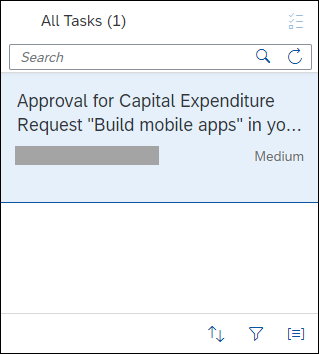 All Tasks (1)
Search
Approval for Capital Expenditure
Request "Build mobile apps" in yo...
Medium